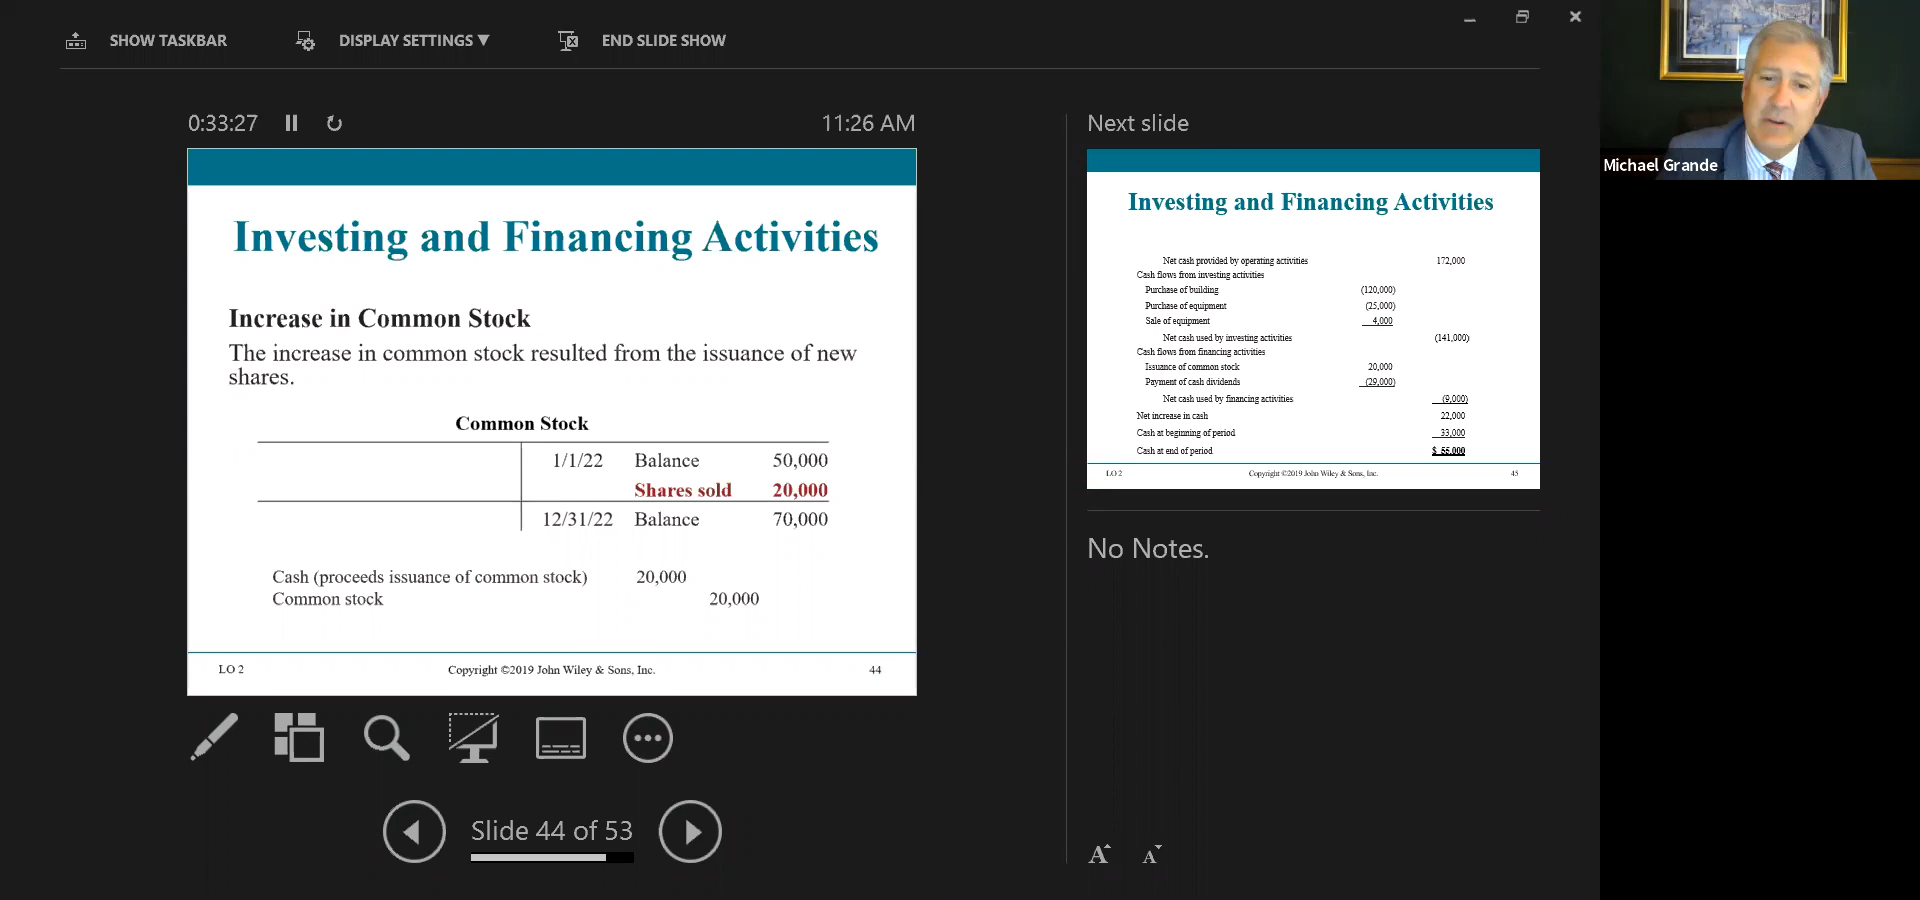 SHOW TASKBAR
DISPLAY SETTINGS ▼
END SLIDE SHOW
0:33:27
11:26 AM
Investing and Financing Activities
Increase in Common Stock
The increase in common stock resulted from the issuance of new
shares.
Common Stock
1/1/22 Balance 50,000
Shares sold 20,000
12/31/22 Balance 70,000
Cash (proceeds issuance of common stock) 20,000
Common stock 20,000
LO 2 Copyright ©2019 John Wiley & Sons, Inc. 44
Slide 44 of 53
Next slide
Investing and Financing Activities
Net cash provided by operating activities 172,000
Cash flows from investing activities
Purchase of building (120,000)
Purchase of equipment (25,000)
Sale of equipment 4,000
Net cash used by investing activities (141,000)
Cash flows from financing activities
Issuance of common stock 20,000
Payment of cash dividends (29,000)
Net cash used by financing activities (9,000)
Net increase in cash 22,000
Cash at beginning of period 33,000
Cash at end of period $ 55,000
LO 2 Copyright ©2019 John Wiley & Sons, Inc. 45
No Notes.
A A
Michael Grande